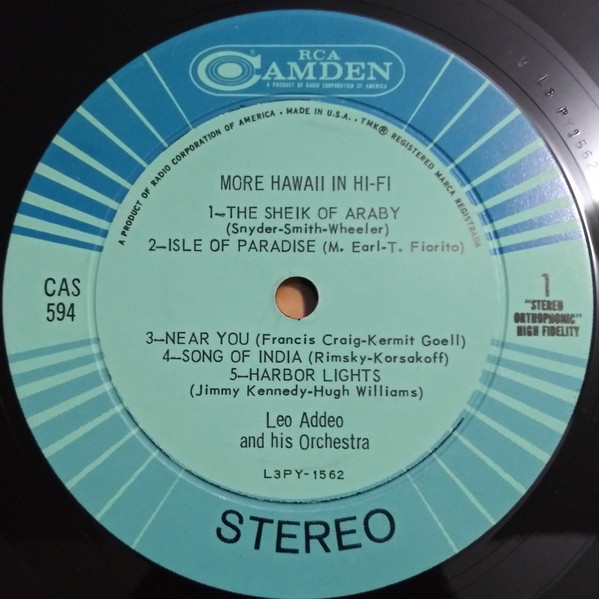 RCA
CAMDEN
A PRODUCT OF RADIO CORPORATION OF AMERICA
A PRODUCT OF RADIO CORPORATION OF AMERICA • MADE IN U.S.A. • TMK® REGISTERED MARCA REGISTRADA
MORE HAWAII IN HI-FI
1—THE SHEIK OF ARABY
(Snyder-Smith-Wheeler)
2—ISLE OF PARADISE (M. Earl-T. Fiorito)
CAS
594
1
"STEREO
ORTHOPHONIC"
HIGH FIDELITY
3—NEAR YOU (Francis Craig-Kermit Goell)
4—SONG OF INDIA (Rimsky-Korsakoff)
5—HARBOR LIGHTS
(Jimmy Kennedy-Hugh Williams)
Leo Addeo
and his Orchestra
L3PY-1562
STEREO
L3PY1562